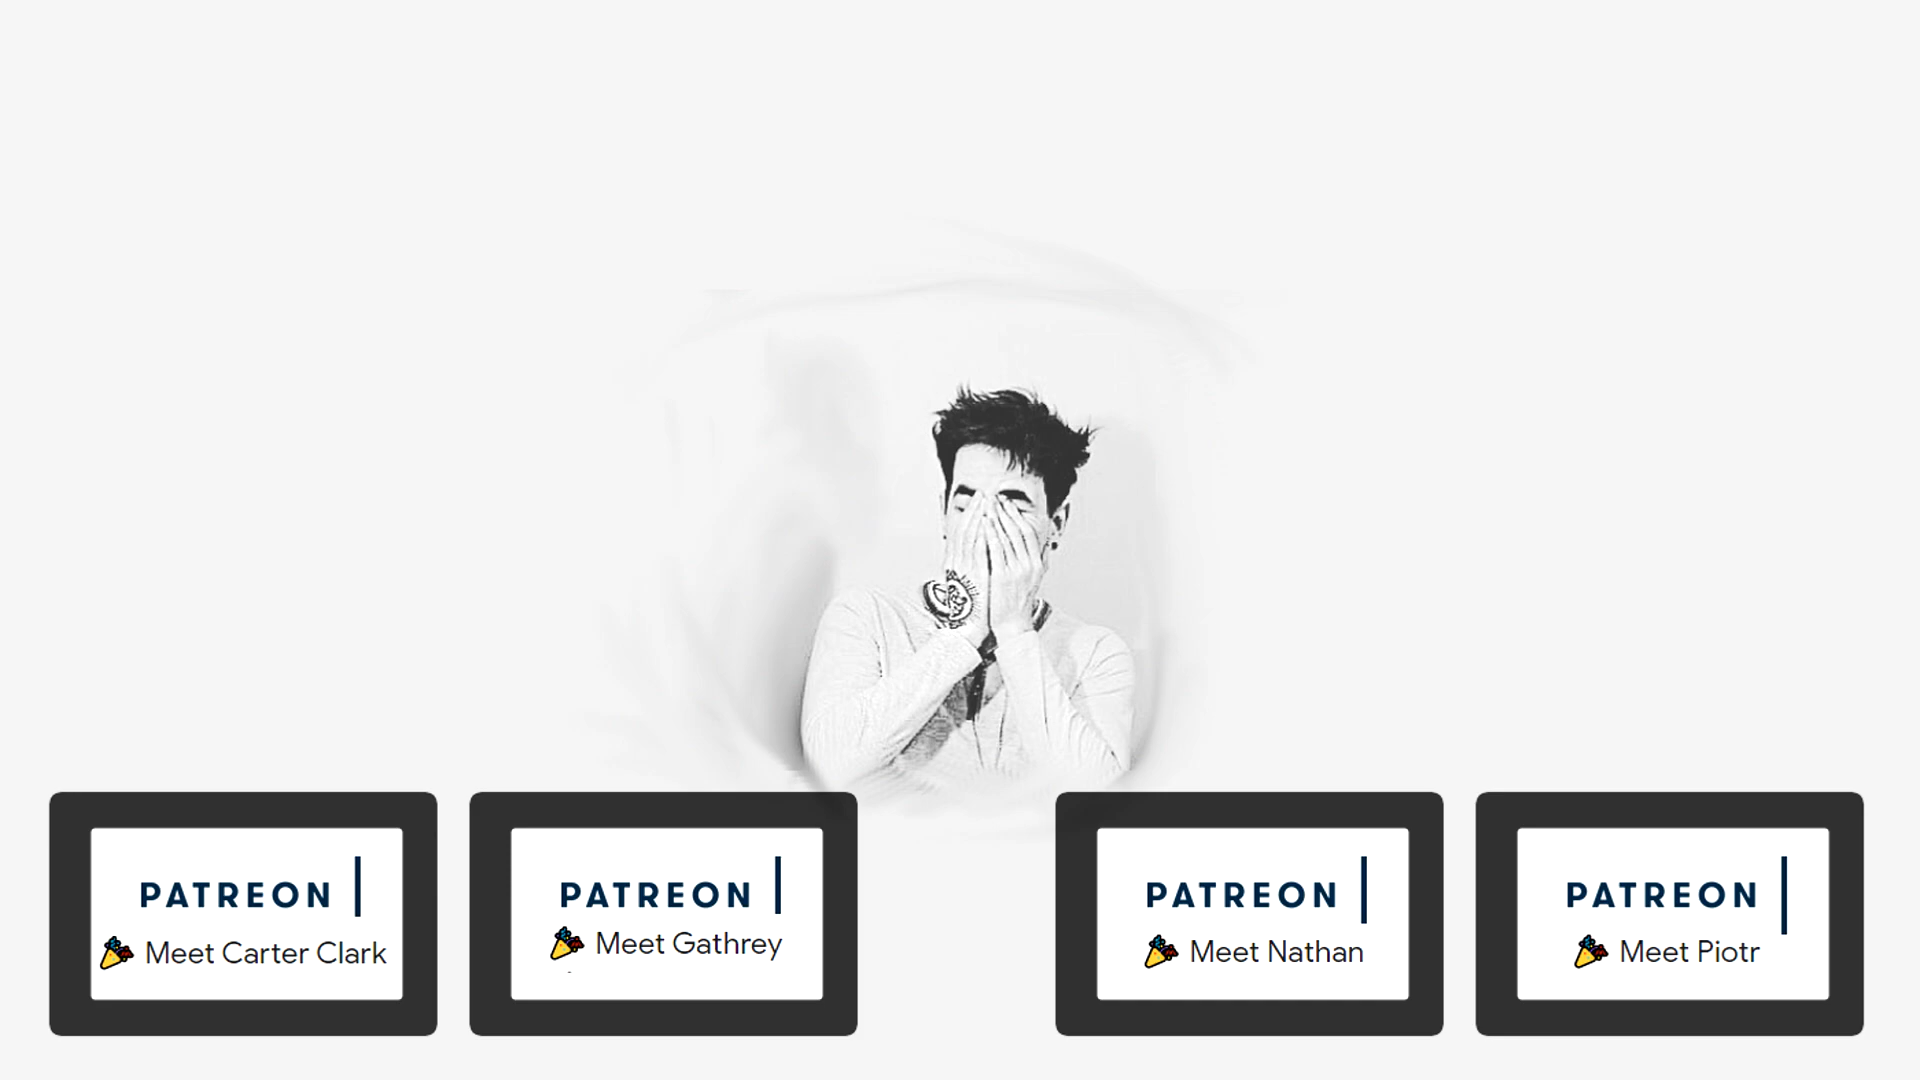 PATREON
Meet Carter Clark
PATREON
Meet Gathrey
PATREON
Meet Nathan
PATREON
Meet Piotr